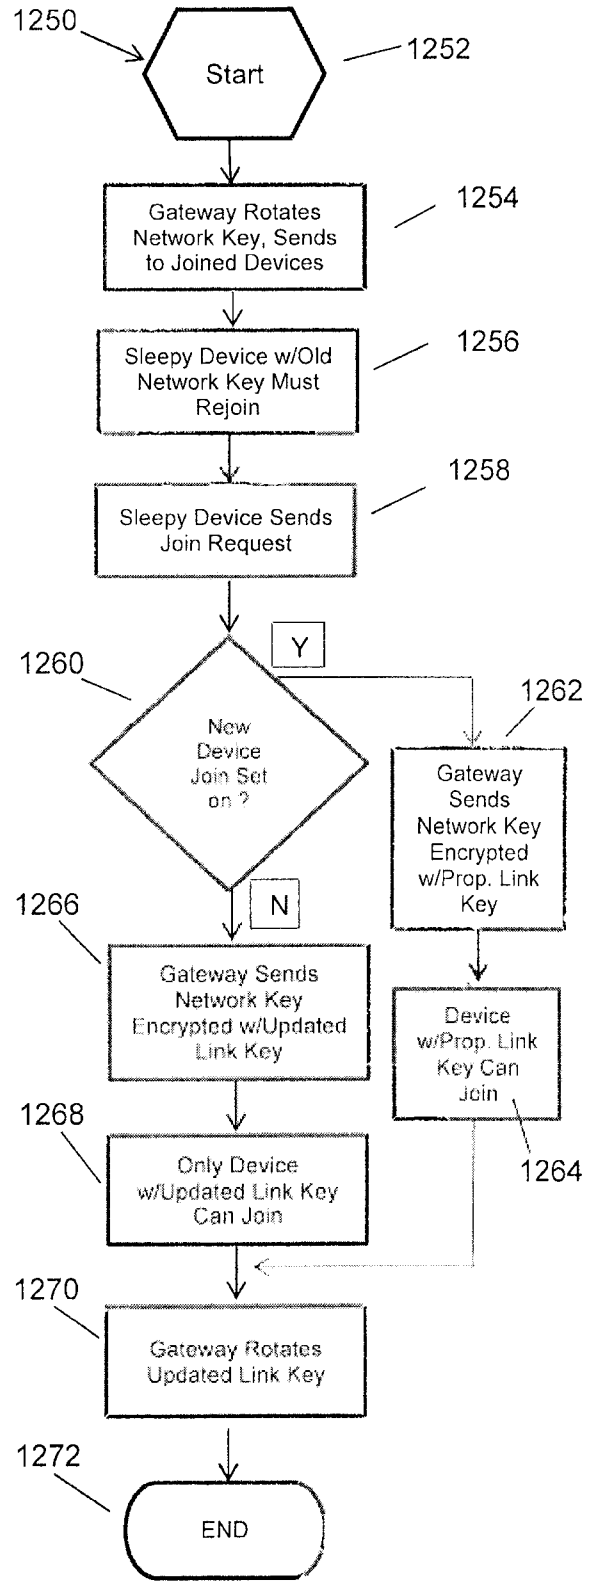 1250
1252
Start
1254
Gateway Rotates
Network Key, Sends
to Joined Devices
1256
Sleepy Device w/Old
Network Key Must
Rejoin
1258
Sleepy Device Sends
Join Request
1260
Y
New
Device
Join Set
on ?
1262
Gateway
Sends
Network Key
Encrypted
w/Prop. Link
Key
N
1266
Gateway Sends
Network Key
Encrypted w/Updated
Link Key
Device
w/Prop. Link
Key Can
Join
1264
1268
Only Device
w/Updated Link Key
Can Join
1270
Gateway Rotates
Updated Link Key
1272
END